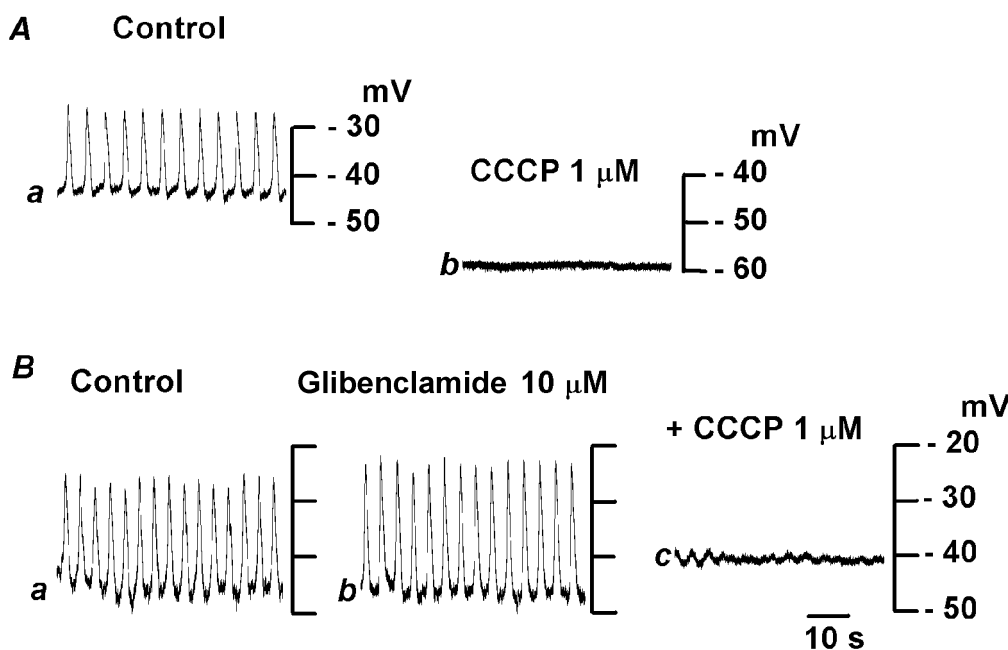 A Control
mV
- 30
- 40
- 50
a
CCCP 1 μM
mV
- 40
- 50
- 60
b
B Control
Glibenclamide 10 μM
+ CCCP 1 μM
mV
- 20
- 30
- 40
- 50
a
b
c
10 s